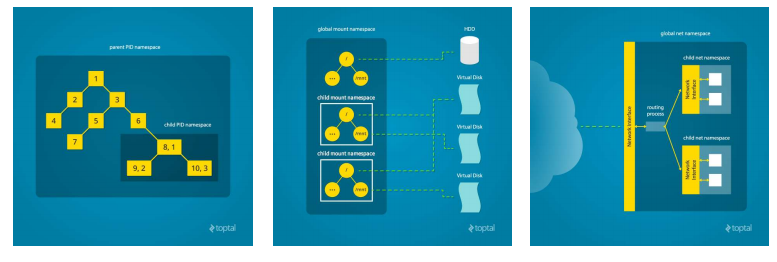 parent PID namespace
1
2
3
4
5
6
7
child PID namespace
8, 1
9, 2
10, 3
toptal
global mount namespace
/
...
/mnt
child mount namespace
/
...
/mnt
child mount namespace
/
...
/mnt
HDD
Virtual Disk
Virtual Disk
Virtual Disk
toptal
global net namespace
Network Interface
routing
process
child net namespace
Network
Interface
child net namespace
Network
Interface
toptal